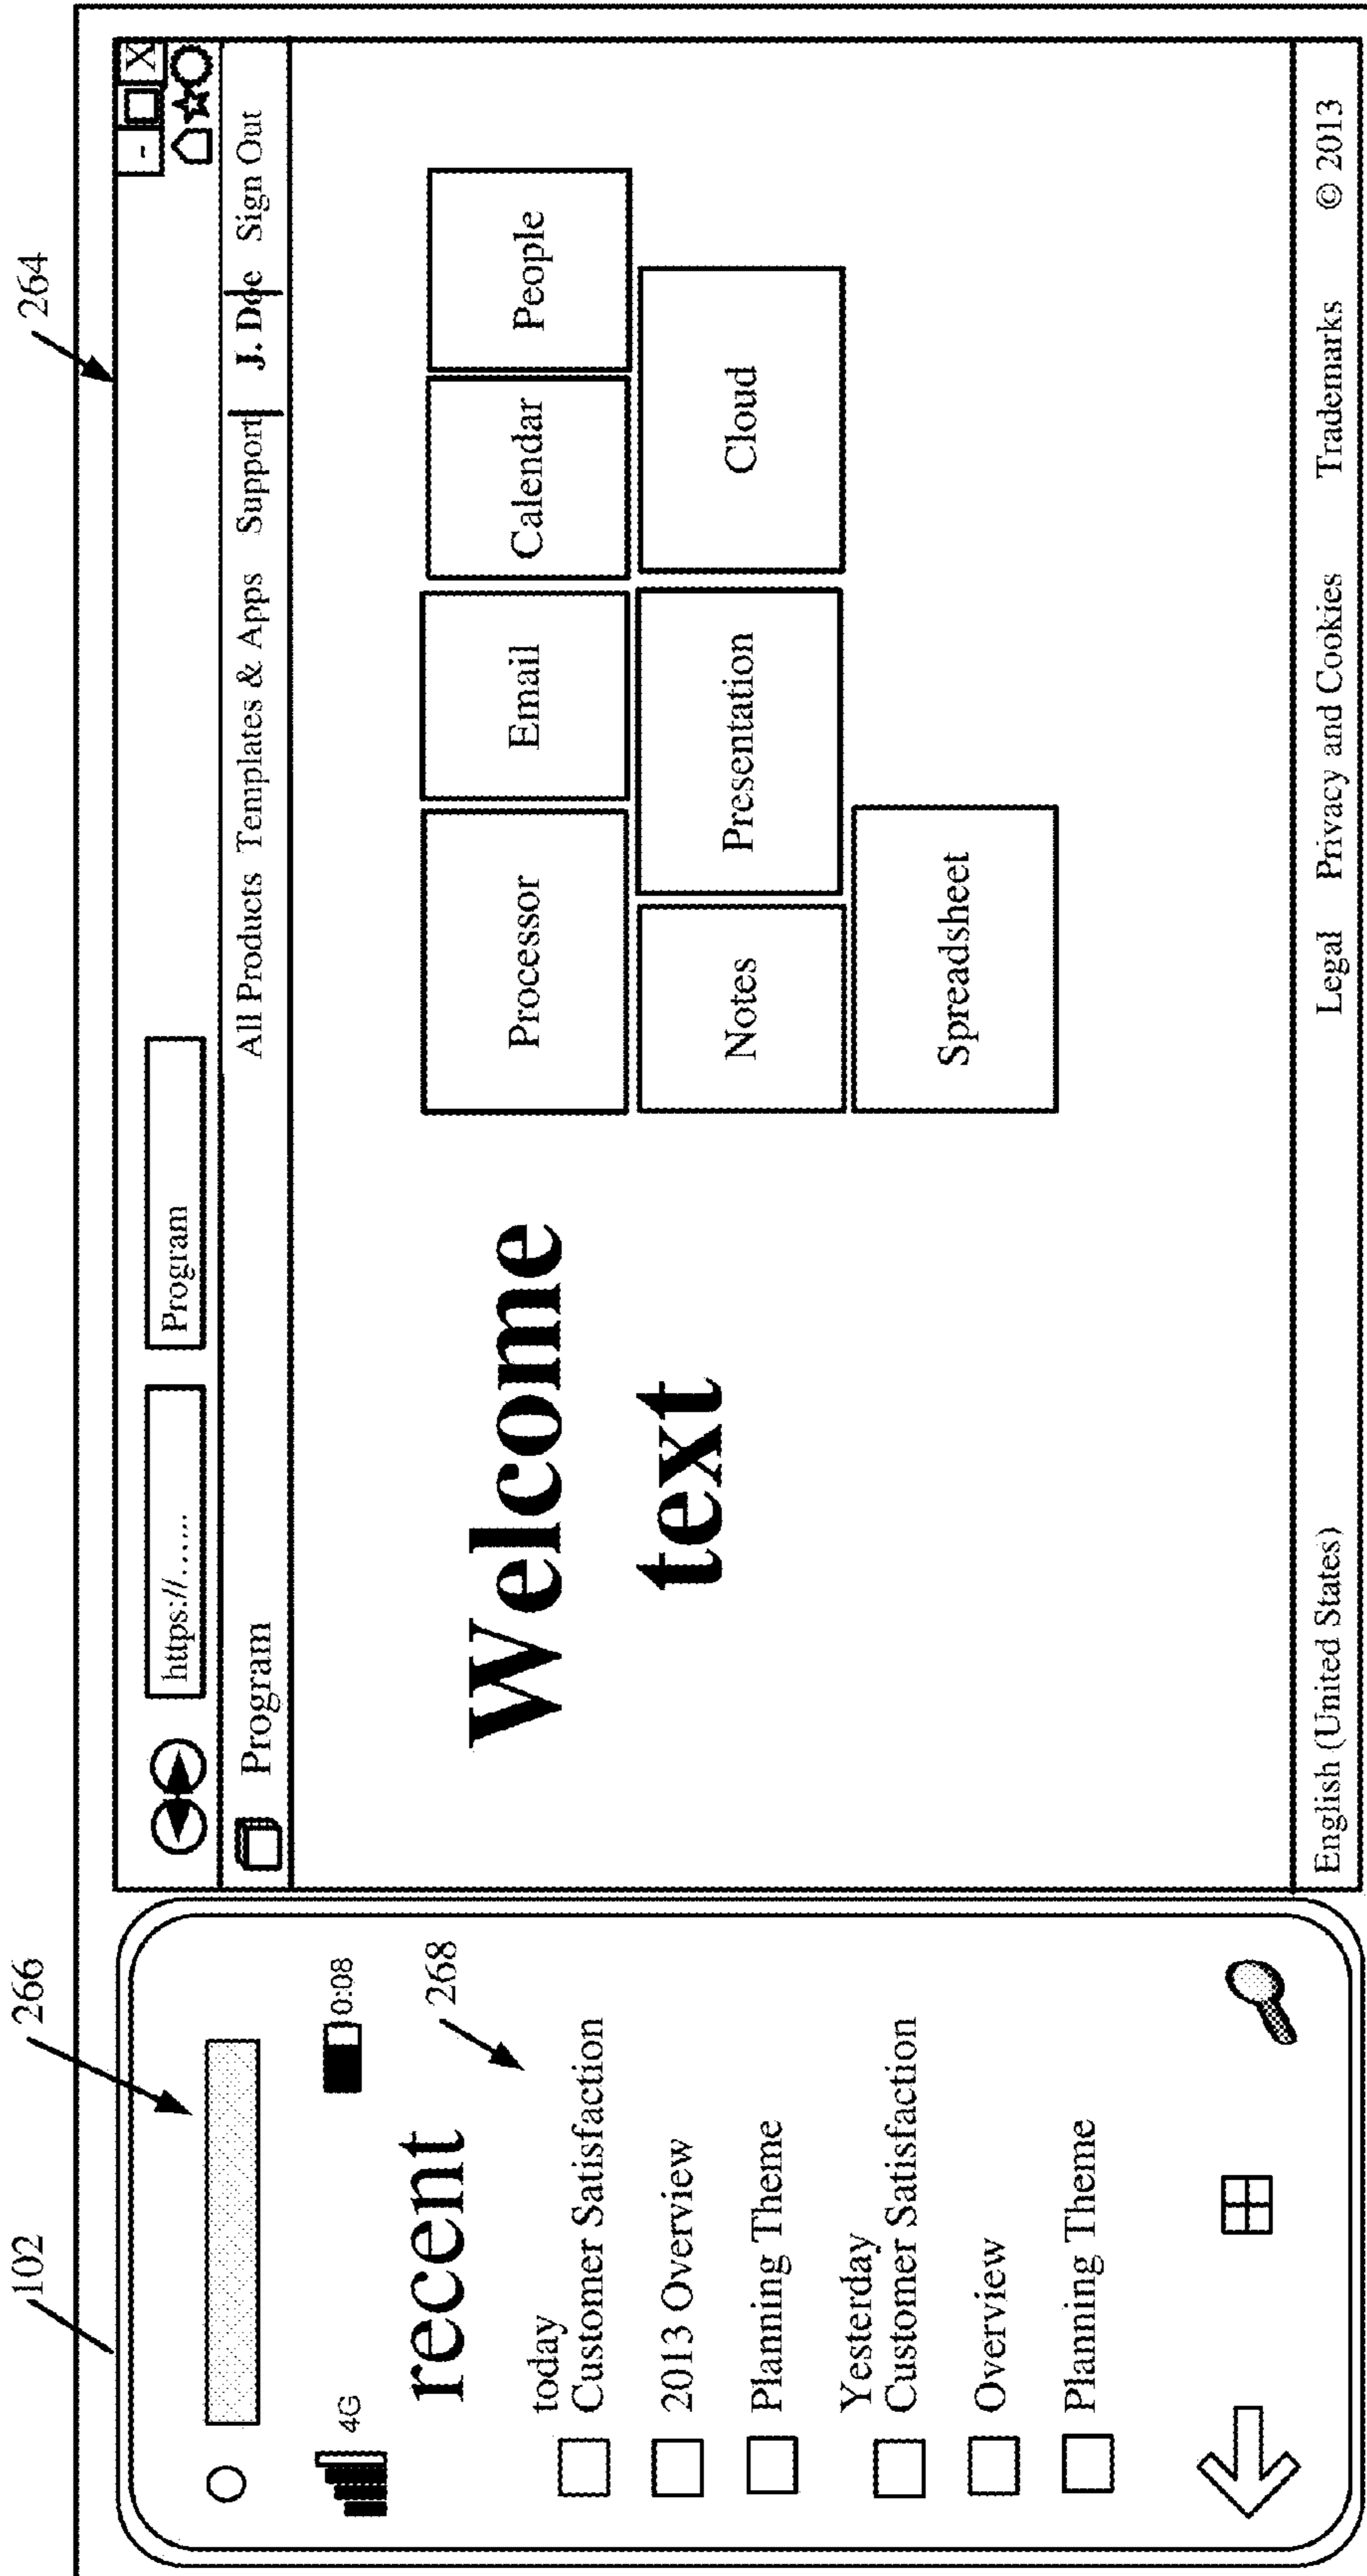 102
266
264
4G
0:08
recent
268
today
Customer Satisfaction
2013 Overview
Planning Theme
Yesterday
Customer Satisfaction
Overview
Planning Theme
https://......
Program
- X
Program
All Products Templates & Apps Support J. Doe Sign Out
Welcome
text
Processor
Email
Calendar
People
Notes
Presentation
Cloud
Spreadsheet
English (United States)
Legal
Privacy and Cookies
Trademarks
© 2013